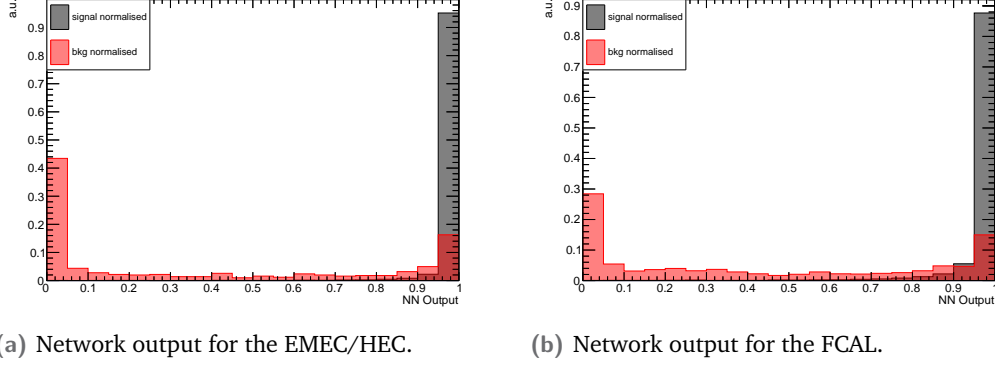 a.u.
0.9
0.8
0.7
0.6
0.5
0.4
0.3
0.2
0.1
0
signal normalised
bkg normalised
0 0.1 0.2 0.3 0.4 0.5 0.6 0.7 0.8 0.9 1
NN Output
a.u.
0.9
0.8
0.7
0.6
0.5
0.4
0.3
0.2
0.1
0
signal normalised
bkg normalised
0 0.1 0.2 0.3 0.4 0.5 0.6 0.7 0.8 0.9 1
NN Output
(a) Network output for the EMEC/HEC.
(b) Network output for the FCAL.